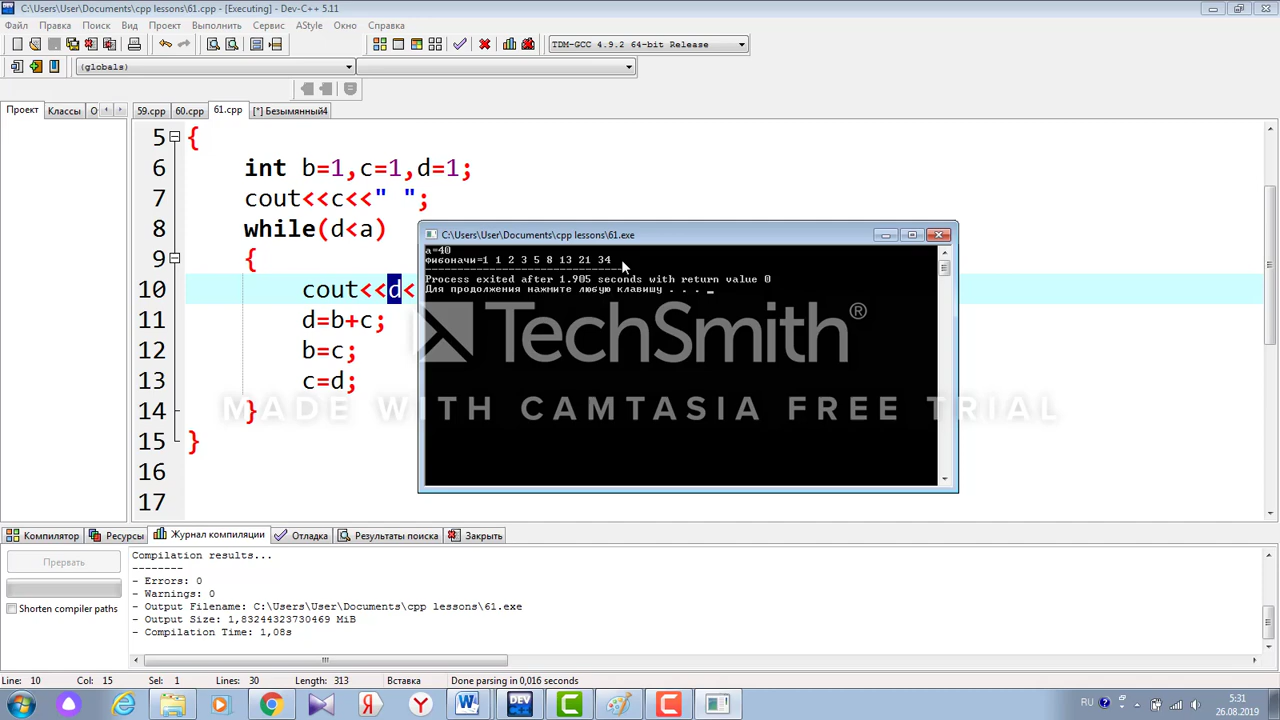 C:\Users\User\Documents\cpp lessons\61.cpp - [Executing] - Dev-C++ 5.11
Файл Правка Поиск Вид Проект Выполнить Сервис AStyle Окно Справка
TDM-GCC 4.9.2 64-bit Release
(globals)
Проект Классы О 59.cpp 60.cpp 61.cpp [*] Безымянный4
5 {
6 int b=1,c=1,d=1;
7 cout<<c<<" ";
8 while(d<a)
9 {
10 cout<<d<
11 d=b+c;
12 b=c;
13 c=d;
14 }
15 }
16
17
C:\Users\User\Documents\cpp lessons\61.exe
a=40
фибоначи=1 1 2 3 5 8 13 21 34
--------------------------------
Process exited after 1.905 seconds with return value 0
Для продолжения нажмите любую клавишу . . . _
TechSmith®
MADE WITH CAMTASIA FREE TRIAL
Компилятор Ресурсы Журнал компиляции Отладка Результаты поиска Закрыть
Прервать
Shorten compiler paths
Compilation results...
--------
- Errors: 0
- Warnings: 0
- Output Filename: C:\Users\User\Documents\cpp lessons\61.exe
- Output Size: 1,83244323730469 MiB
- Compilation Time: 1,08s
Line: 10 Col: 15 Sel: 1 Lines: 30 Length: 313 Вставка Done parsing in 0,016 seconds
RU 5:31
26.08.2019